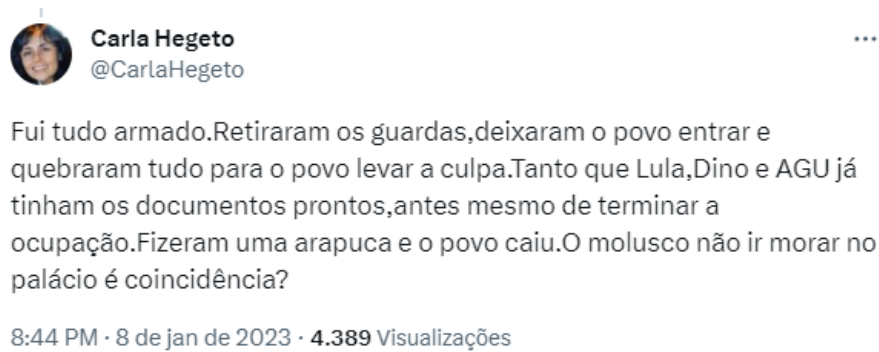 Carla Hegeto
@CarlaHegeto
Fui tudo armado.Retiraram os guardas,deixaram o povo entrar e
quebraram tudo para o povo levar a culpa.Tanto que Lula,Dino e AGU já
tinham os documentos prontos,antes mesmo de terminar a
ocupação.Fizeram uma arapuca e o povo caiu.O molusco não ir morar no
palácio é coincidência?
8:44 PM · 8 de jan de 2023 · 4.389 Visualizações